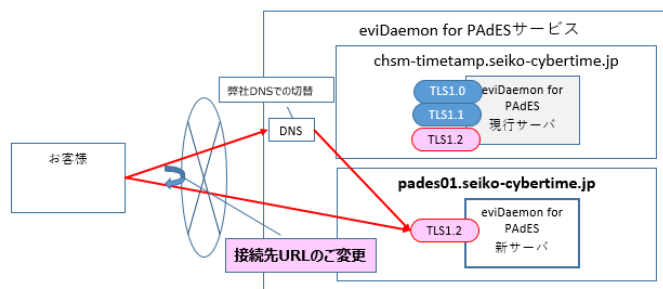 eviDaemon for PAdESサービス
chsm-timetamp.seiko-cybertime.jp
弊社DNSでの切替
TLS1.0
TLS1.1
TLS1.2
eviDaemon for
PAdES
現行サーバ
DNS
お客様
pades01.seiko-cybertime.jp
TLS1.2
eviDaemon for
PAdES
新サーバ
接続先URLのご変更